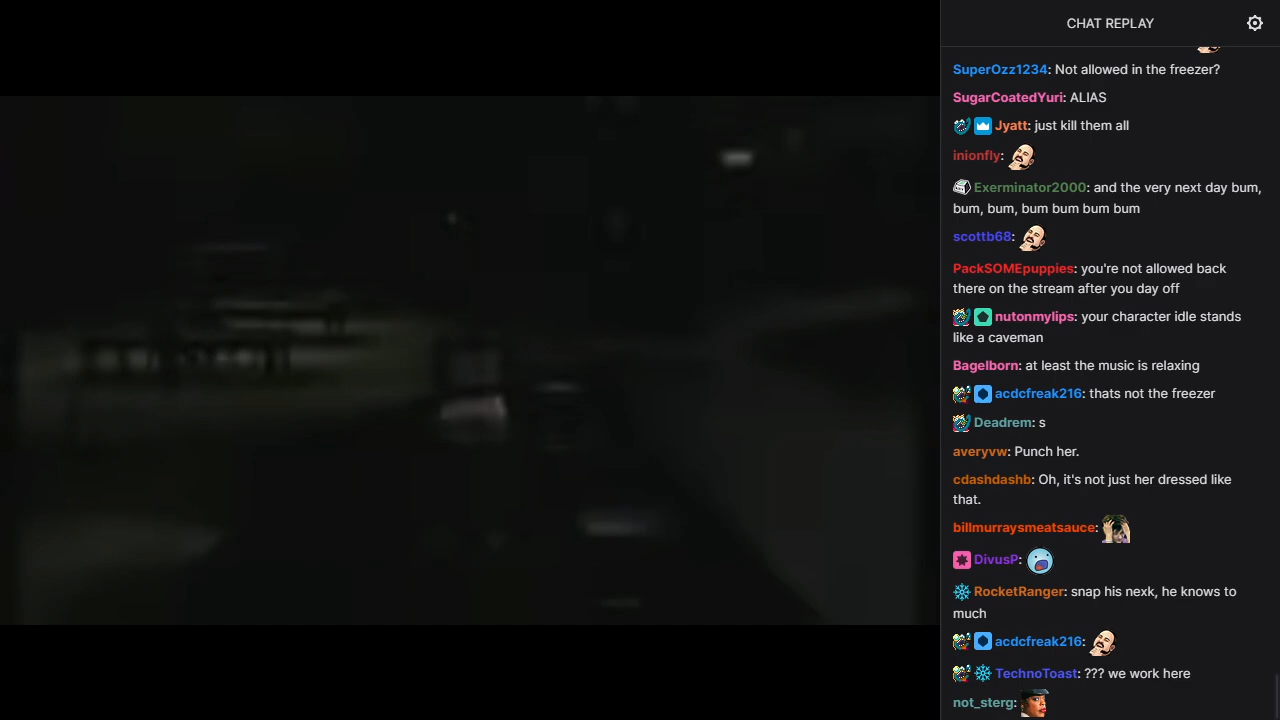 CHAT REPLAY
SuperOzz1234: Not allowed in the freezer?
SugarCoatedYuri: ALIAS
Jyatt: just kill them all
inionfly:
Exerminator2000: and the very next day bum,
bum, bum, bum bum bum bum
scottb68:
PackSOMEpuppies: you're not allowed back
there on the stream after you day off
nutonmylips: your character idle stands
like a caveman
Bagelborn: at least the music is relaxing
acdcfreak216: thats not the freezer
Deadrem: s
averyvw: Punch her.
cdashdashb: Oh, it's not just her dressed like
that.
billmurraysmeatsauce:
DivusP:
RocketRanger: snap his nexk, he knows to
much
acdcfreak216:
TechnoToast: ??? we work here
not_sterg: